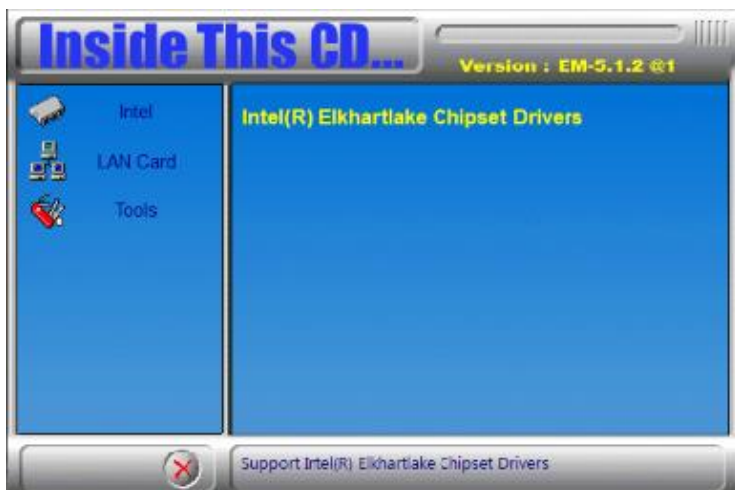 Inside This CD...
Version : EM-5.1.2 @1
Intel
LAN Card
Tools
Intel(R) Elkhartlake Chipset Drivers
Support Intel(R) Elkhartlake Chipset Drivers